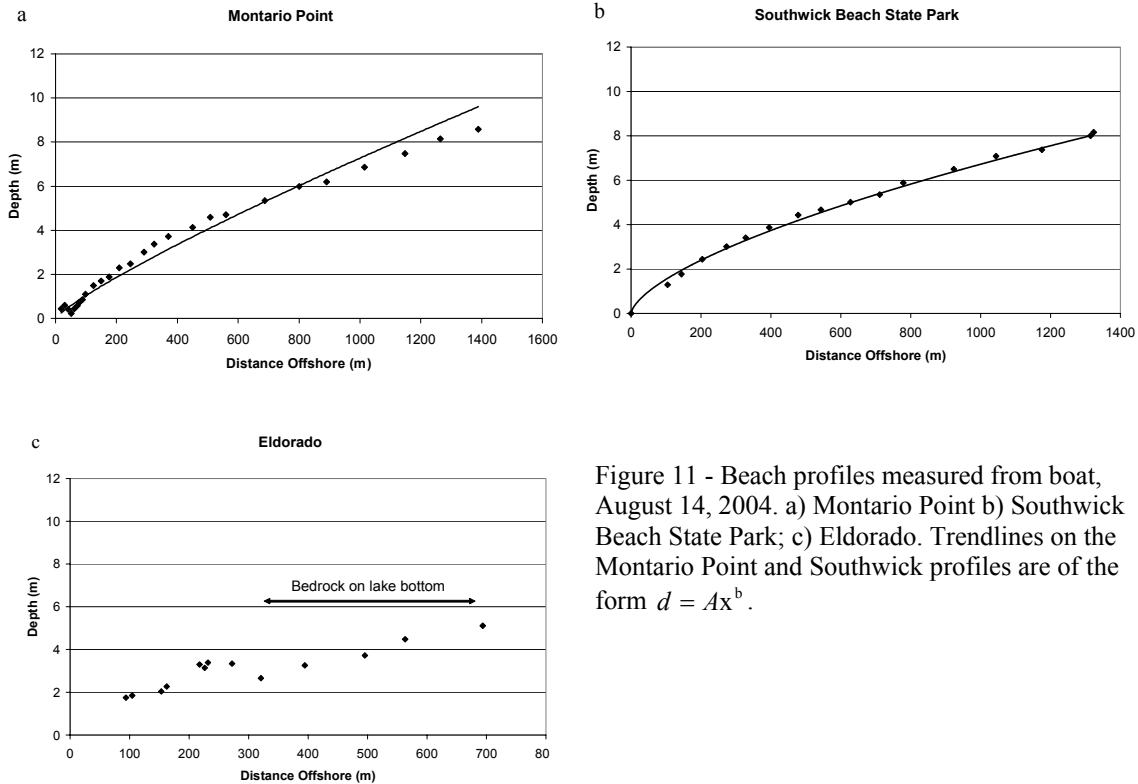 a
Montario Point
12
10
8
6
4
2
0
Depth (m)
0 200 400 600 800 1000 1200 1400 1600
Distance Offshore (m)
b
Southwick Beach State Park
12
10
8
6
4
2
0
Depth (m)
0 200 400 600 800 1000 1200 1400
Distance Offshore (m)
c
Eldorado
12
10
8
6
4
2
0
Depth (m)
Bedrock on lake bottom
0 100 200 300 400 500 600 700 80
Distance Offshore (m)
Figure 11 - Beach profiles measured from boat,
August 14, 2004. a) Montario Point b) Southwick
Beach State Park; c) Eldorado. Trendlines on the
Montario Point and Southwick profiles are of the
form d = Ax^b.